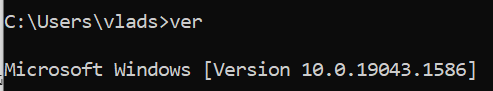 C:\Users\vlads>ver
Microsoft Windows [Version 10.0.19043.1586]